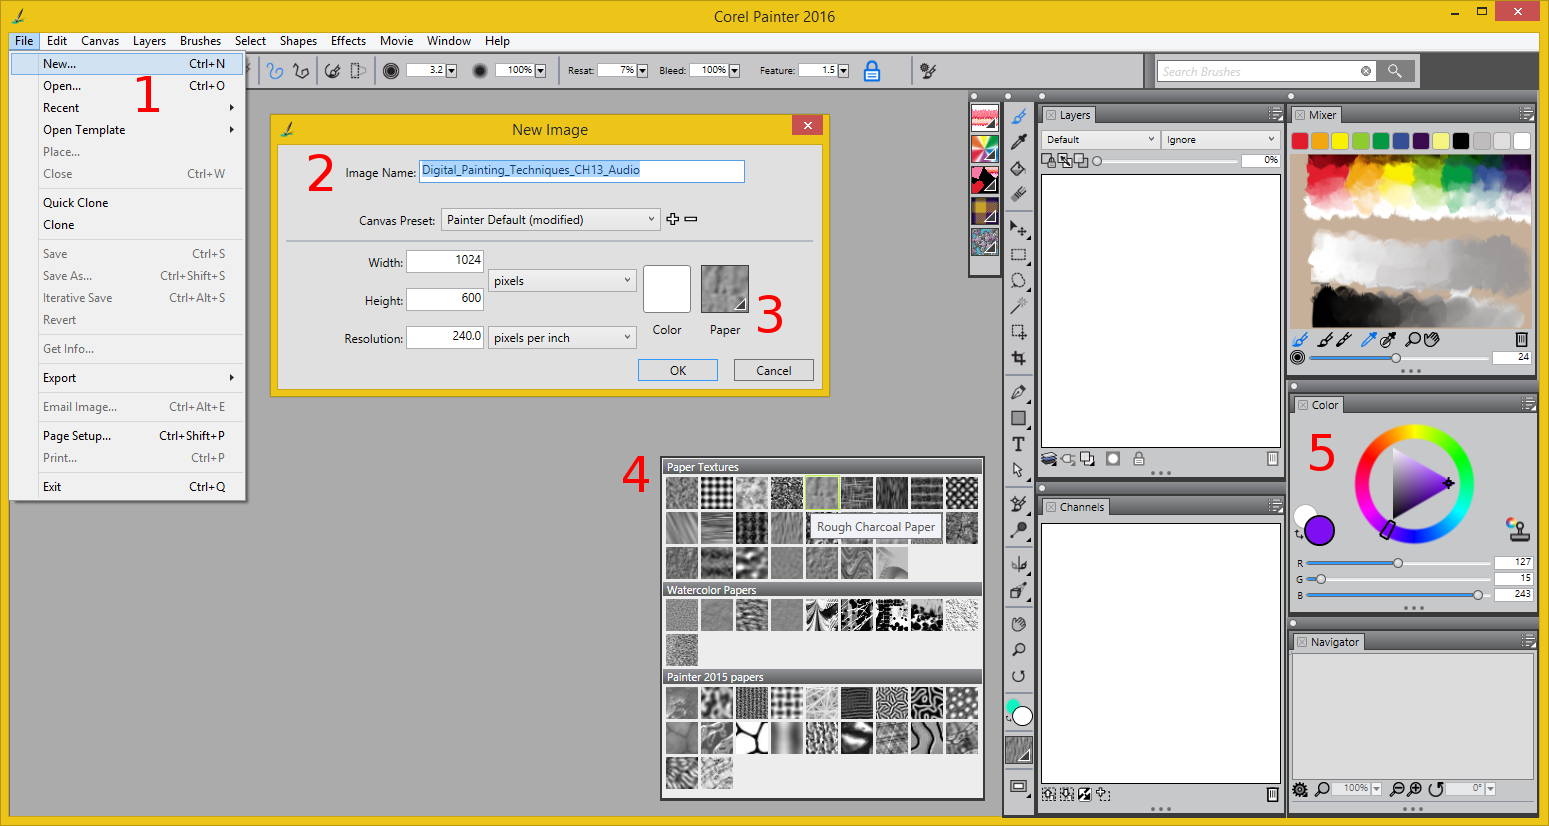 Corel Painter 2016
File Edit Canvas Layers Brushes Select Shapes Effects Movie Window Help
New... Ctrl+N
Open... Ctrl+O
Recent
Open Template
Place...
Close Ctrl+W
Quick Clone
Clone
Save Ctrl+S
Save As... Ctrl+Shift+S
Iterative Save Ctrl+Alt+S
Revert
Get Info...
Export
Email Image... Ctrl+Alt+E
Page Setup... Ctrl+Shift+P
Print... Ctrl+P
Exit Ctrl+Q
1
3.2 100% Resat: 7% Bleed: 100% Feature: 1.5
Search Brushes
New Image
2
Image Name: Digital_Painting_Techniques_CH13_Audio
Canvas Preset: Painter Default (modified)
Width: 1024
pixels
Height: 600
Resolution: 240.0 pixels per inch
Color Paper
3
OK Cancel
4
Paper Textures
Rough Charcoal Paper
Watercolor Papers
Painter 2015 papers
T
Layers
Default Ignore
0%
Channels
Mixer
24
Color
5
R 127
G 15
B 243
Navigator
100% 0°